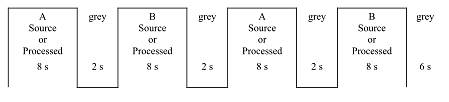 A grey B grey A grey B grey
Source Source Source Source
or or or or
Processed Processed Processed Processed
8 s 2 s 8 s 2 s 8 s 2 s 8 s 6 s